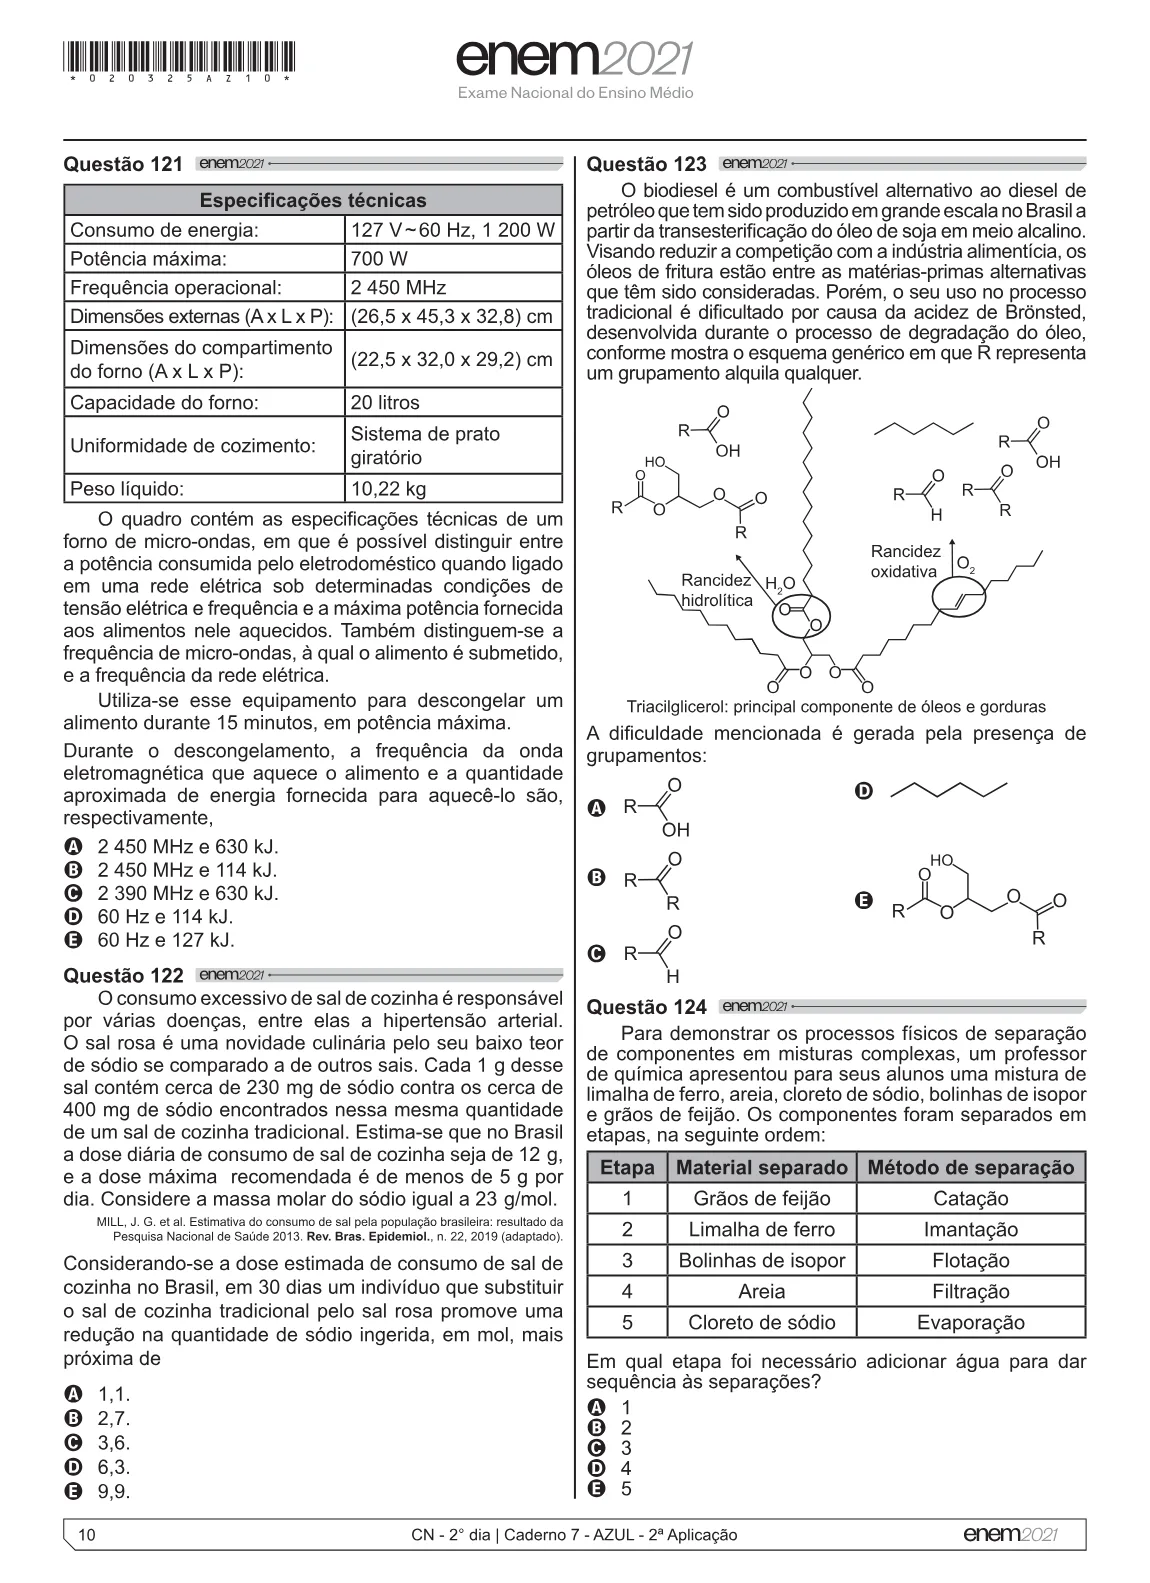 *020325AZ10*
enem2021
Exame Nacional do Ensino Médio
Questão 121 enem2021
Especificações técnicas
Consumo de energia: 127 V~60 Hz, 1 200 W
Potência máxima: 700 W
Frequência operacional: 2 450 MHz
Dimensões externas (A x L x P): (26,5 x 45,3 x 32,8) cm
Dimensões do compartimento
do forno (A x L x P): (22,5 x 32,0 x 29,2) cm
Capacidade do forno: 20 litros
Uniformidade de cozimento: Sistema de prato
giratório
Peso líquido: 10,22 kg
O quadro contém as especificações técnicas de um
forno de micro-ondas, em que é possível distinguir entre
a potência consumida pelo eletrodoméstico quando ligado
em uma rede elétrica sob determinadas condições de
tensão elétrica e frequência e a máxima potência fornecida
aos alimentos nele aquecidos. Também distinguem-se a
frequência de micro-ondas, à qual o alimento é submetido,
e a frequência da rede elétrica.
Utiliza-se esse equipamento para descongelar um
alimento durante 15 minutos, em potência máxima.
Durante o descongelamento, a frequência da onda
eletromagnética que aquece o alimento e a quantidade
aproximada de energia fornecida para aquecê-lo são,
respectivamente,
A 2 450 MHz e 630 kJ.
B 2 450 MHz e 114 kJ.
C 2 390 MHz e 630 kJ.
D 60 Hz e 114 kJ.
E 60 Hz e 127 kJ.
Questão 122 enem2021
O consumo excessivo de sal de cozinha é responsável
por várias doenças, entre elas a hipertensão arterial.
O sal rosa é uma novidade culinária pelo seu baixo teor
de sódio se comparado a de outros sais. Cada 1 g desse
sal contém cerca de 230 mg de sódio contra os cerca de
400 mg de sódio encontrados nessa mesma quantidade
de um sal de cozinha tradicional. Estima-se que no Brasil
a dose diária de consumo de sal de cozinha seja de 12 g,
e a dose máxima recomendada é de menos de 5 g por
dia. Considere a massa molar do sódio igual a 23 g/mol.
MILL, J. G. et al. Estimativa do consumo de sal pela população brasileira: resultado da
Pesquisa Nacional de Saúde 2013. Rev. Bras. Epidemiol., n. 22, 2019 (adaptado).
Considerando-se a dose estimada de consumo de sal de
cozinha no Brasil, em 30 dias um indivíduo que substituir
o sal de cozinha tradicional pelo sal rosa promove uma
redução na quantidade de sódio ingerida, em mol, mais
próxima de
A 1,1.
B 2,7.
C 3,6.
D 6,3.
E 9,9.
Questão 123 enem2021
O biodiesel é um combustível alternativo ao diesel de
petróleo que tem sido produzido em grande escala no Brasil a
partir da transesterificação do óleo de soja em meio alcalino.
Visando reduzir a competição com a indústria alimentícia, os
óleos de fritura estão entre as matérias-primas alternativas
que têm sido consideradas. Porém, o seu uso no processo
tradicional é dificultado por causa da acidez de Brönsted,
desenvolvida durante o processo de degradação do óleo,
conforme mostra o esquema genérico em que R representa
um grupamento alquila qualquer.
R O OH
HO
O
R O O O
R
R O OH
R O H
R O R
Rancidez
hidrolítica
H2O
Rancidez
oxidativa
O2
O
O
O O
O O
Triacilglicerol: principal componente de óleos e gorduras
A dificuldade mencionada é gerada pela presença de
grupamentos:
A R O OH
B R O R
C R O H
D
E HO O R O O O R
Questão 124 enem2021
Para demonstrar os processos físicos de separação
de componentes em misturas complexas, um professor
de química apresentou para seus alunos uma mistura de
limalha de ferro, areia, cloreto de sódio, bolinhas de isopor
e grãos de feijão. Os componentes foram separados em
etapas, na seguinte ordem:
Etapa Material separado Método de separação
1 Grãos de feijão Catação
2 Limalha de ferro Imantação
3 Bolinhas de isopor Flotação
4 Areia Filtração
5 Cloreto de sódio Evaporação
Em qual etapa foi necessário adicionar água para dar
sequência às separações?
A 1
B 2
C 3
D 4
E 5
10 CN - 2° dia | Caderno 7 - AZUL - 2ª Aplicação enem2021